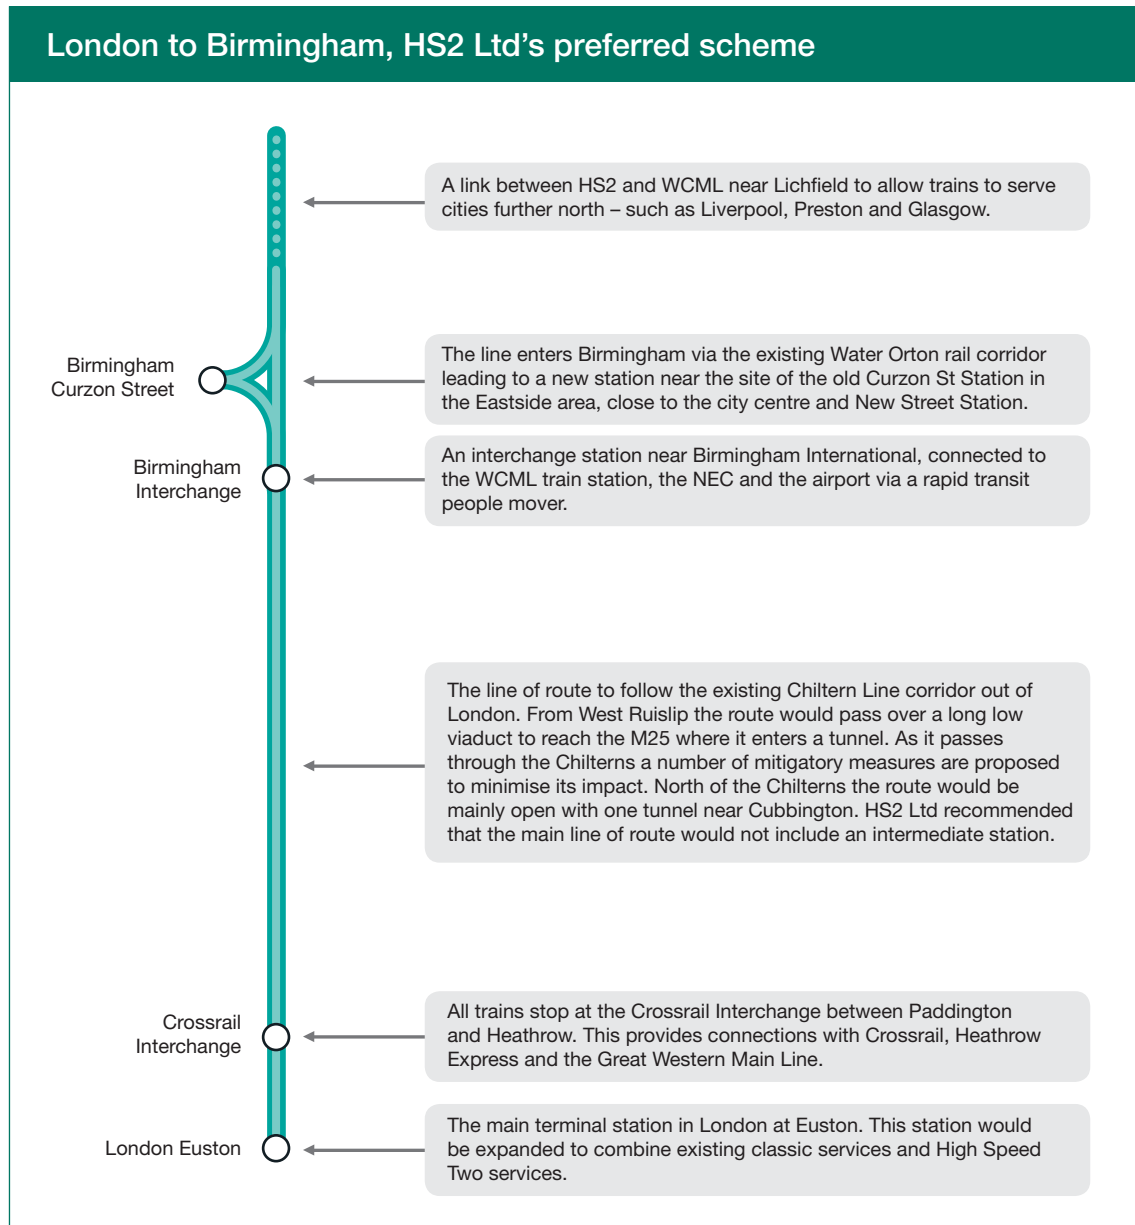 London to Birmingham, HS2 Ltd's preferred scheme
A link between HS2 and WCML near Lichfield to allow trains to serve
cities further north – such as Liverpool, Preston and Glasgow.
Birmingham
Curzon Street
The line enters Birmingham via the existing Water Orton rail corridor
leading to a new station near the site of the old Curzon St Station in
the Eastside area, close to the city centre and New Street Station.
Birmingham
Interchange
An interchange station near Birmingham International, connected to
the WCML train station, the NEC and the airport via a rapid transit
people mover.
The line of route to follow the existing Chiltern Line corridor out of
London. From West Ruislip the route would pass over a long low
viaduct to reach the M25 where it enters a tunnel. As it passes
through the Chilterns a number of mitigatory measures are proposed
to minimise its impact. North of the Chilterns the route would be
mainly open with one tunnel near Cubbington. HS2 Ltd recommended
that the main line of route would not include an intermediate station.
Crossrail
Interchange
All trains stop at the Crossrail Interchange between Paddington
and Heathrow. This provides connections with Crossrail, Heathrow
Express and the Great Western Main Line.
London Euston
The main terminal station in London at Euston. This station would
be expanded to combine existing classic services and High Speed
Two services.